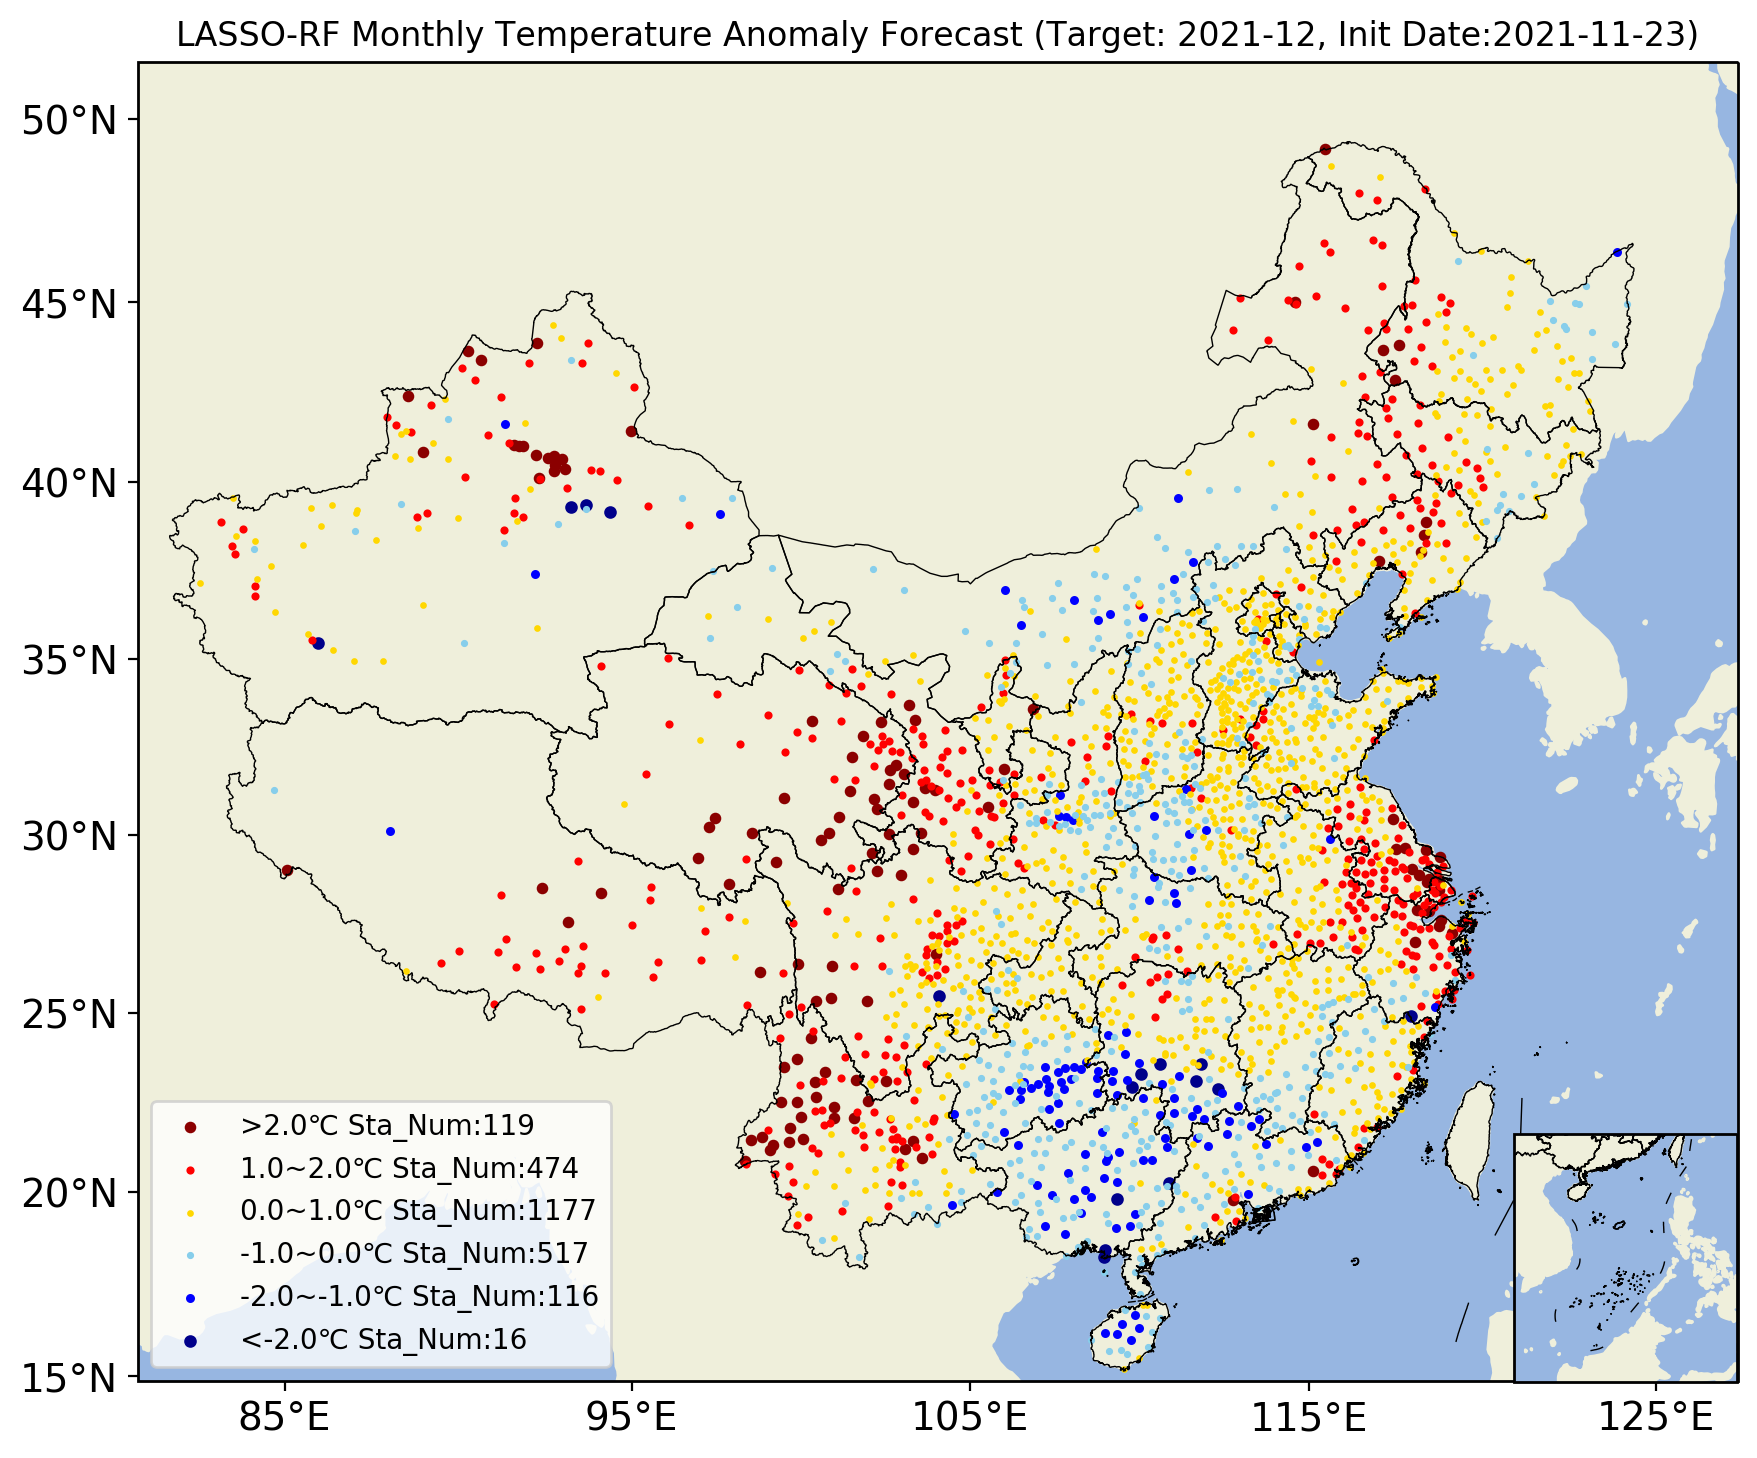 LASSO-RF Monthly Temperature Anomaly Forecast (Target: 2021-12, Init Date:2021-11-23)
50°N
45°N
40°N
35°N
30°N
25°N
20°N
15°N
>2.0℃ Sta_Num:119
1.0~2.0℃ Sta_Num:474
0.0~1.0℃ Sta_Num:1177
-1.0~0.0℃ Sta_Num:517
-2.0~-1.0℃ Sta_Num:116
<-2.0℃ Sta_Num:16
85°E
95°E
105°E
115°E
125°E